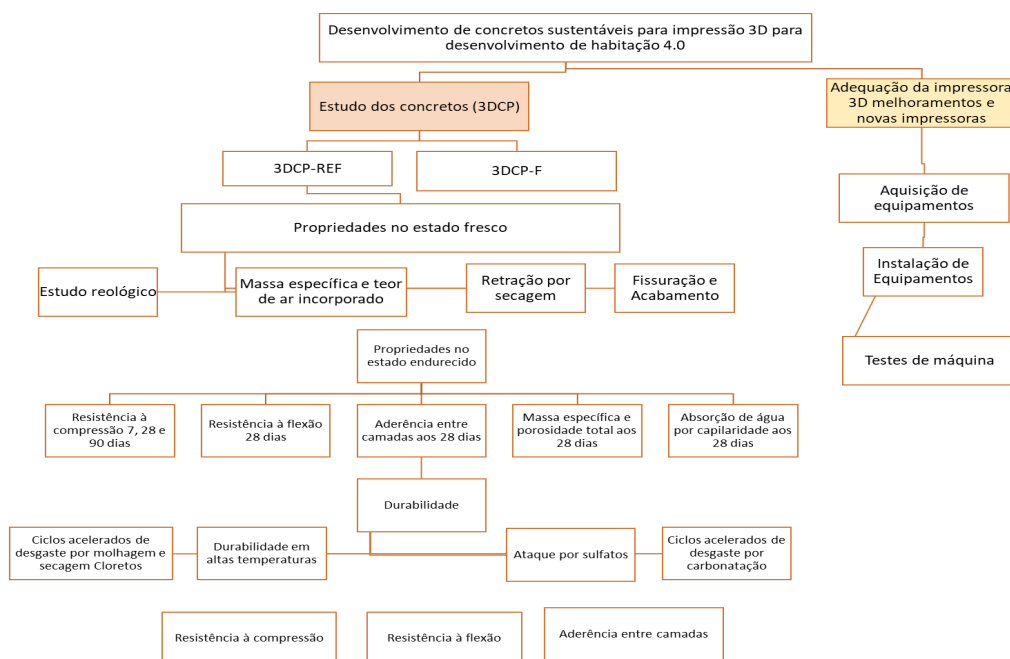 Desenvolvimento de concretos sustentáveis para impressão 3D para
desenvolvimento de habitação 4.0
Estudo dos concretos (3DCP)
Adequação da impressora
3D melhoramentos e
novas impressoras
3DCP-REF
3DCP-F
Aquisição de
equipamentos
Propriedades no estado fresco
Instalação de
Equipamentos
Estudo reológico
Massa específica e teor
de ar incorporado
Retração por
secagem
Fissuração e
Acabamento
Testes de máquina
Propriedades no
estado endurecido
Resistência à
compressão 7, 28 e
90 dias
Resistência à flexão
28 dias
Aderência entre
camadas aos 28 dias
Massa específica e
porosidade total aos
28 dias
Absorção de água
por capilaridade aos
28 dias
Durabilidade
Ciclos acelerados de
desgaste por molhagem e
secagem Cloretos
Durabilidade em
altas temperaturas
Ataque por sulfatos
Ciclos acelerados de
desgaste por
carbonatação
Resistência à compressão
Resistência à flexão
Aderência entre camadas